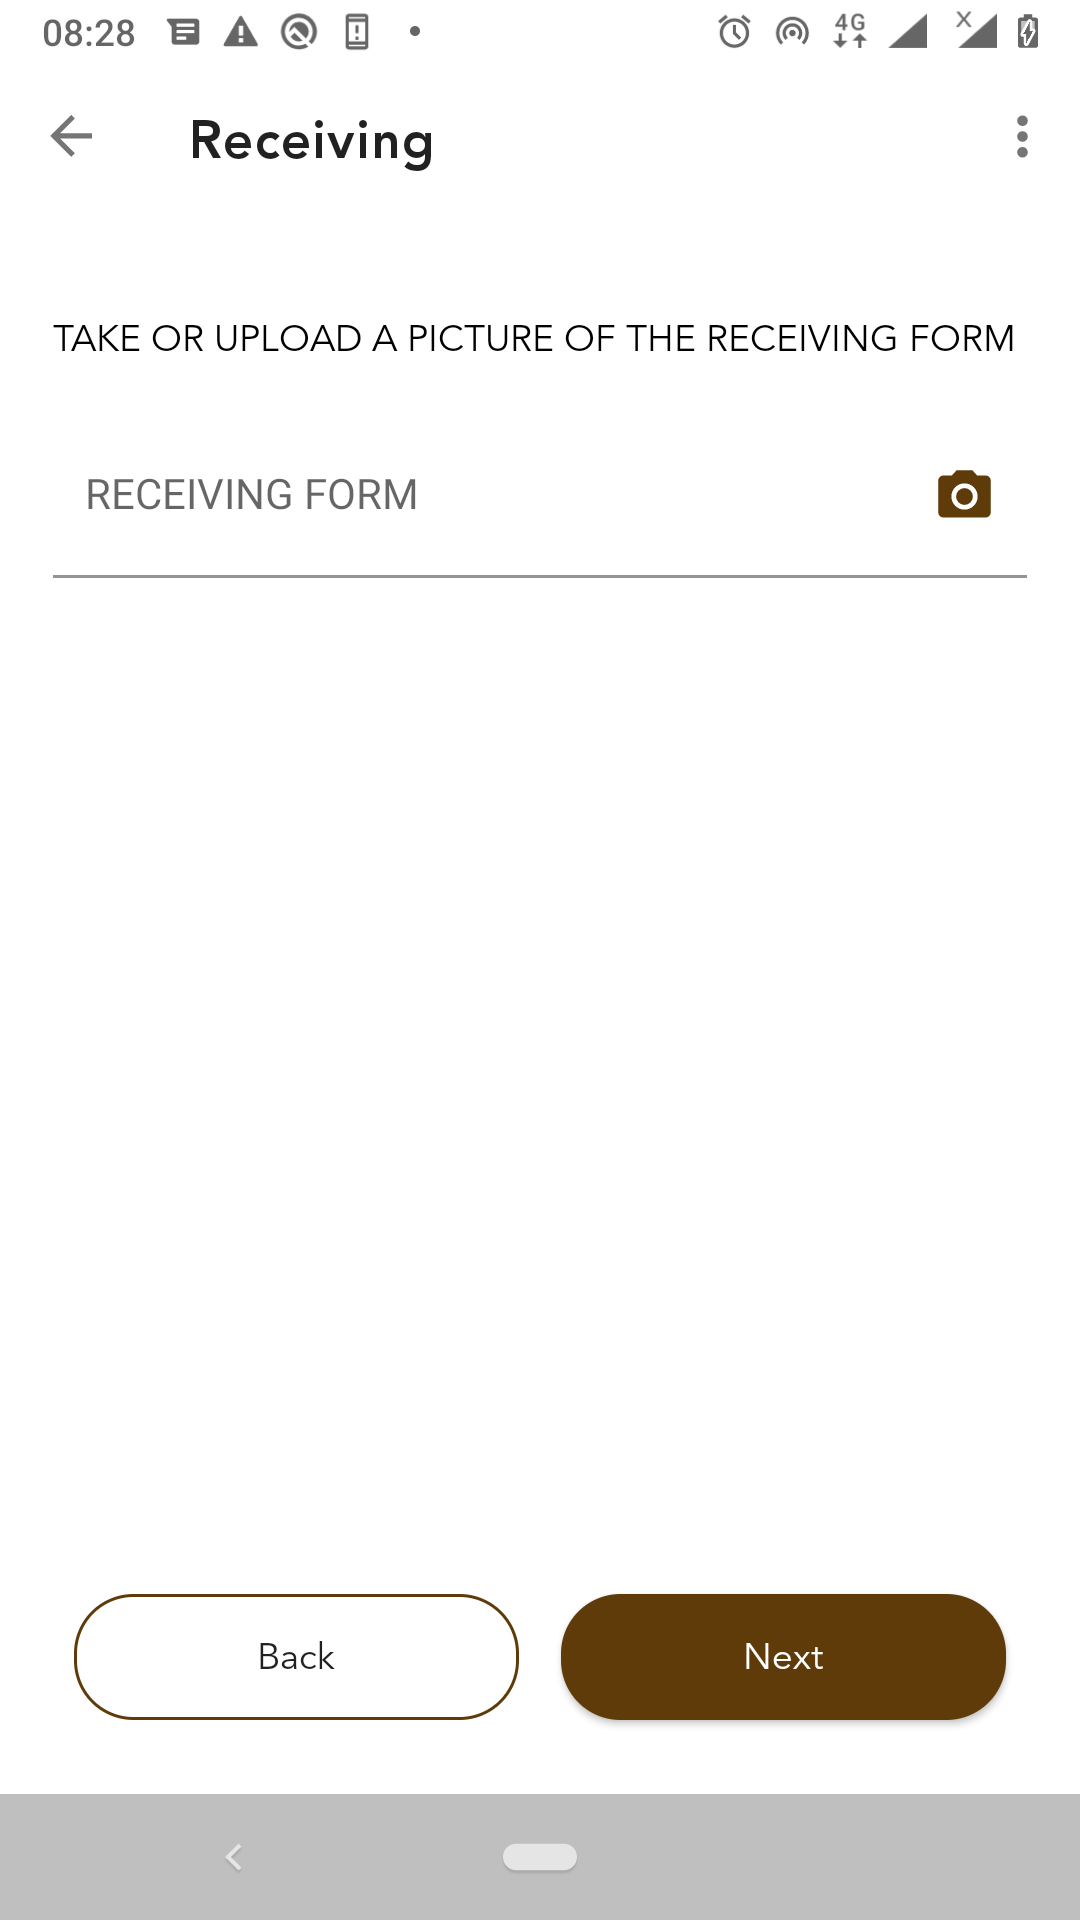 08:28
4G
X
Receiving
TAKE OR UPLOAD A PICTURE OF THE RECEIVING FORM
RECEIVING FORM
Back
Next